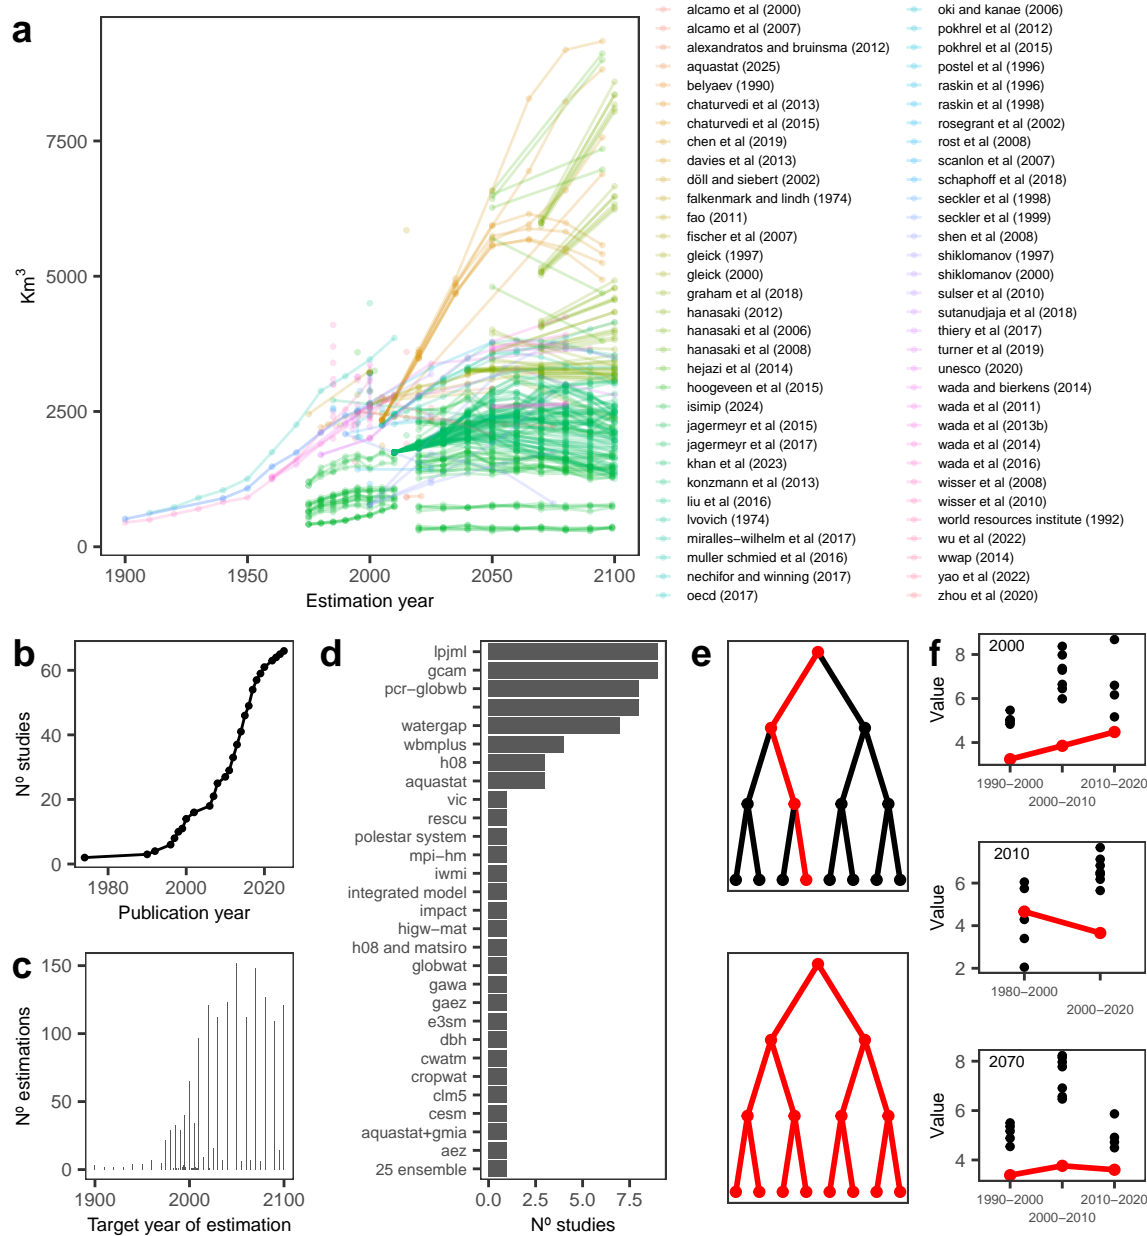 a
7500
5000
2500
0
Km³
1900
1950
2000
2050
2100
Estimation year
alcamo et al (2000)
alcamo et al (2007)
alexandratos and bruinsma (2012)
aquastat (2025)
belyaev (1990)
chaturvedi et al (2013)
chaturvedi et al (2015)
chen et al (2019)
davies et al (2013)
döll and siebert (2002)
falkenmark and lindh (1974)
fao (2011)
fischer et al (2007)
gleick (1997)
gleick (2000)
graham et al (2018)
hanasaki (2012)
hanasaki et al (2006)
hanasaki et al (2008)
hejazi et al (2014)
hoogeveen et al (2015)
isimip (2024)
jagermeyr et al (2015)
jagermeyr et al (2017)
khan et al (2023)
konzmann et al (2013)
liu et al (2016)
lvovich (1974)
miralles−wilhelm et al (2017)
muller schmied et al (2016)
nechifor and winning (2017)
oecd (2017)
oki and kanae (2006)
pokhrel et al (2012)
pokhrel et al (2015)
postel et al (1996)
raskin et al (1996)
raskin et al (1998)
rosegrant et al (2002)
rost et al (2008)
scanlon et al (2007)
schaphoff et al (2018)
seckler et al (1998)
seckler et al (1999)
shen et al (2008)
shiklomanov (1997)
shiklomanov (2000)
sulser et al (2010)
sutanudjaja et al (2018)
thiery et al (2017)
turner et al (2019)
unesco (2020)
wada and bierkens (2014)
wada et al (2011)
wada et al (2013b)
wada et al (2014)
wada et al (2016)
wisser et al (2008)
wisser et al (2010)
world resources institute (1992)
wu et al (2022)
wwap (2014)
yao et al (2022)
zhou et al (2020)
b
60
40
20
0
Nº studies
1980
2000
2020
Publication year
c
150
100
50
0
Nº estimations
1900
2000
2100
Target year of estimation
d
lpjml
gcam
pcr−globwb
watergap
wbmplus
h08
aquastat
vic
rescu
polestar system
mpi−hm
iwmi
integrated model
impact
higw−mat
h08 and matsiro
globwat
gawa
gaez
e3sm
dbh
cwatm
cropwat
clm5
cesm
aquastat+gmia
aez
25 ensemble
0.0
2.5
5.0
7.5
Nº studies
e
f
2000
8
6
4
Value
1990−2000
2000−2010
2010−2020
2010
6
4
2
Value
1980−2000
2000−2020
2070
8
6
4
Value
1990−2000
2000−2010
2010−2020